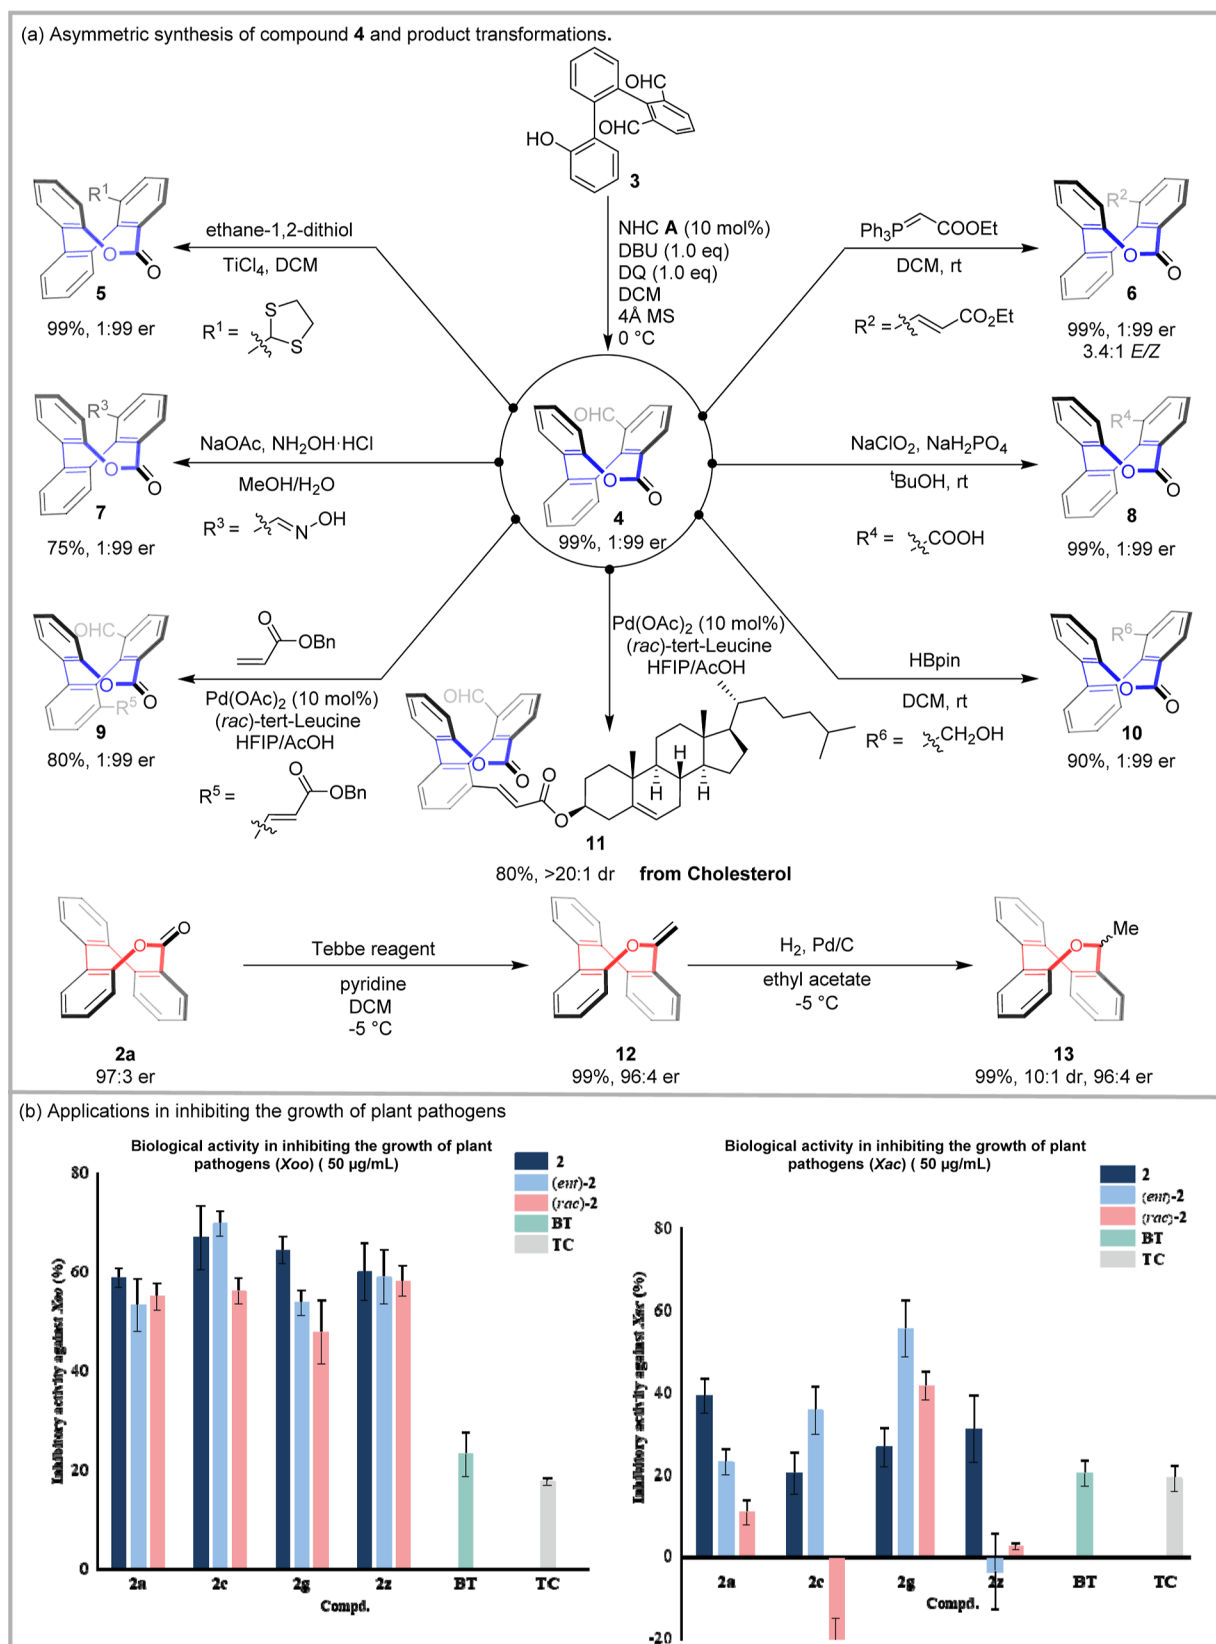 (a) Asymmetric synthesis of compound 4 and product transformations.
OHC
OHC
HO
3
NHC A (10 mol%)
DBU (1.0 eq)
DQ (1.0 eq)
DCM
4Å MS
0 °C
R1
O
O
5
99%, 1:99 er
ethane-1,2-dithiol
TiCl4, DCM
R1 =
S
S
Ph3P
COOEt
DCM, rt
R2 =
CO2Et
R2
O
O
6
99%, 1:99 er
3.4:1 E/Z
R3
O
O
7
75%, 1:99 er
NaOAc, NH2OH·HCl
MeOH/H2O
R3 =
N
OH
OHC
O
O
4
99%, 1:99 er
NaClO2, NaH2PO4
tBuOH, rt
R4 =
COOH
R4
O
O
8
99%, 1:99 er
OHC
O
O
R5
9
80%, 1:99 er
O
OBn
Pd(OAc)2 (10 mol%)
(rac)-tert-Leucine
HFIP/AcOH
R5 =
O
OBn
Pd(OAc)2 (10 mol%)
(rac)-tert-Leucine
HFIP/AcOH
OHC
O
O
O
O
H
H
H
11
80%, >20:1 dr from Cholesterol
HBpin
DCM, rt
R6 =
CH2OH
R6
O
O
10
90%, 1:99 er
O
O
2a
97:3 er
Tebbe reagent
pyridine
DCM
-5 °C
O
12
99%, 96:4 er
H2, Pd/C
ethyl acetate
-5 °C
O
Me
13
99%, 10:1 dr, 96:4 er
(b) Applications in inhibiting the growth of plant pathogens
Biological activity in inhibiting the growth of plant
pathogens (Xoo) ( 50 µg/mL)
2
(ent)-2
(rac)-2
BT
TC
Inhibitory activity against Xoo (%)
80
60
40
20
0
2a 2c 2g 2z BT TC
Compd.
Biological activity in inhibiting the growth of plant
pathogens (Xac) ( 50 µg/mL)
2
(ent)-2
(rac)-2
BT
TC
Inhibitory activity against Xac (%)
80
60
40
20
0
-20
2a 2c 2g 2z BT TC
Compd.